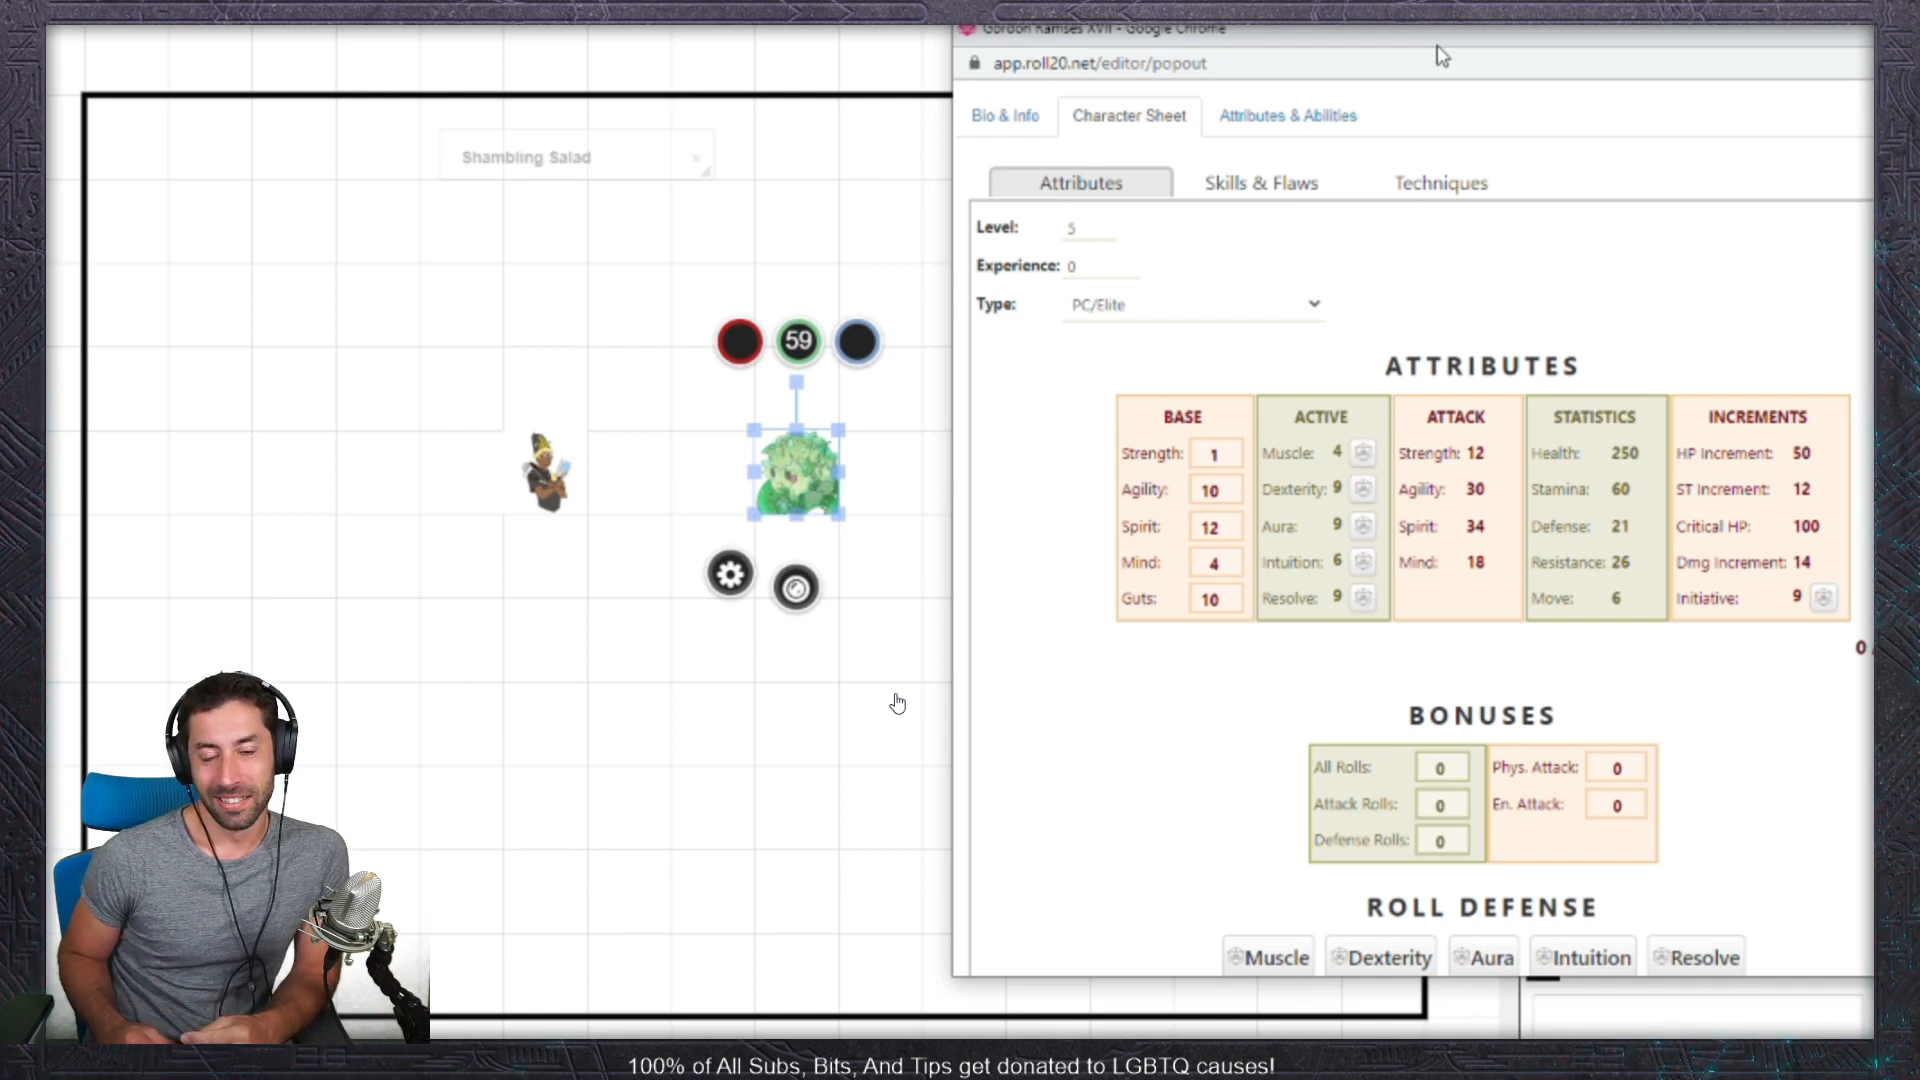 Gordon Ramses XVII - Google Chrome
app.roll20.net/editor/popout
Bio & Info
Character Sheet
Attributes & Abilities
Shambling Salad
×
Attributes
Skills & Flaws
Techniques
Level: 5
Experience: 0
Type: PC/Elite
59
ATTRIBUTES
BASE
Strength: 1
Agility: 10
Spirit: 12
Mind: 4
Guts: 10
ACTIVE
Muscle: 4
Dexterity: 9
Aura: 9
Intuition: 6
Resolve: 9
ATTACK
Strength: 12
Agility: 30
Spirit: 34
Mind: 18
STATISTICS
Health: 250
Stamina: 60
Defense: 21
Resistance: 26
Move: 6
INCREMENTS
HP Increment: 50
ST Increment: 12
Critical HP: 100
Dmg Increment: 14
Initiative: 9
0 /
BONUSES
All Rolls: 0
Attack Rolls: 0
Defense Rolls: 0
Phys. Attack: 0
En. Attack: 0
ROLL DEFENSE
Muscle
Dexterity
Aura
Intuition
Resolve
100% of All Subs, Bits, And Tips get donated to LGBTQ causes!